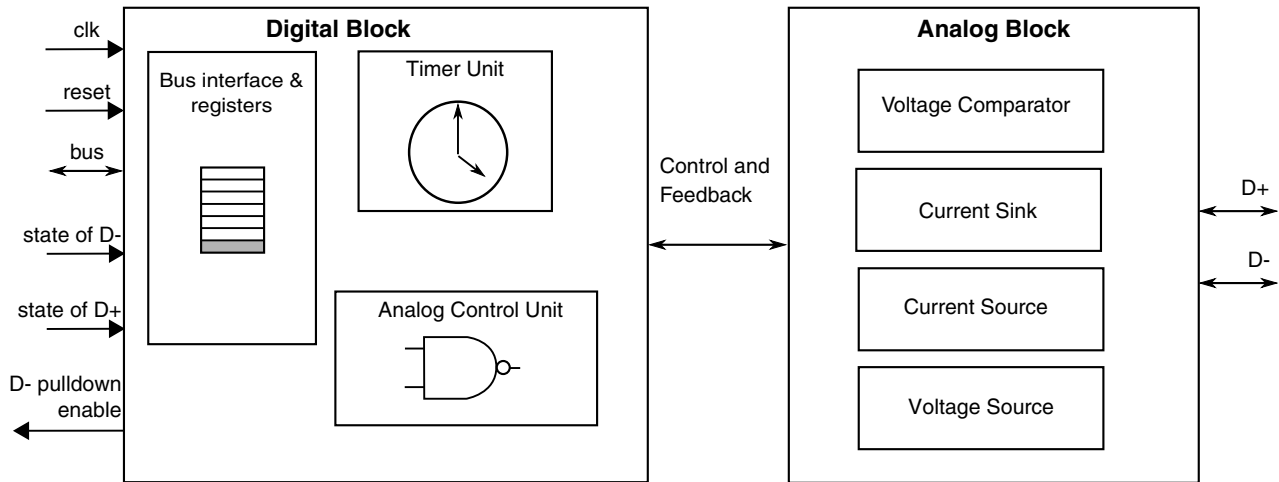 clk
reset
bus
state of D-
state of D+
D- pulldown
enable
Digital Block
Bus interface &
registers
Timer Unit
Analog Control Unit
Control and
Feedback
Analog Block
Voltage Comparator
Current Sink
Current Source
Voltage Source
D+
D-